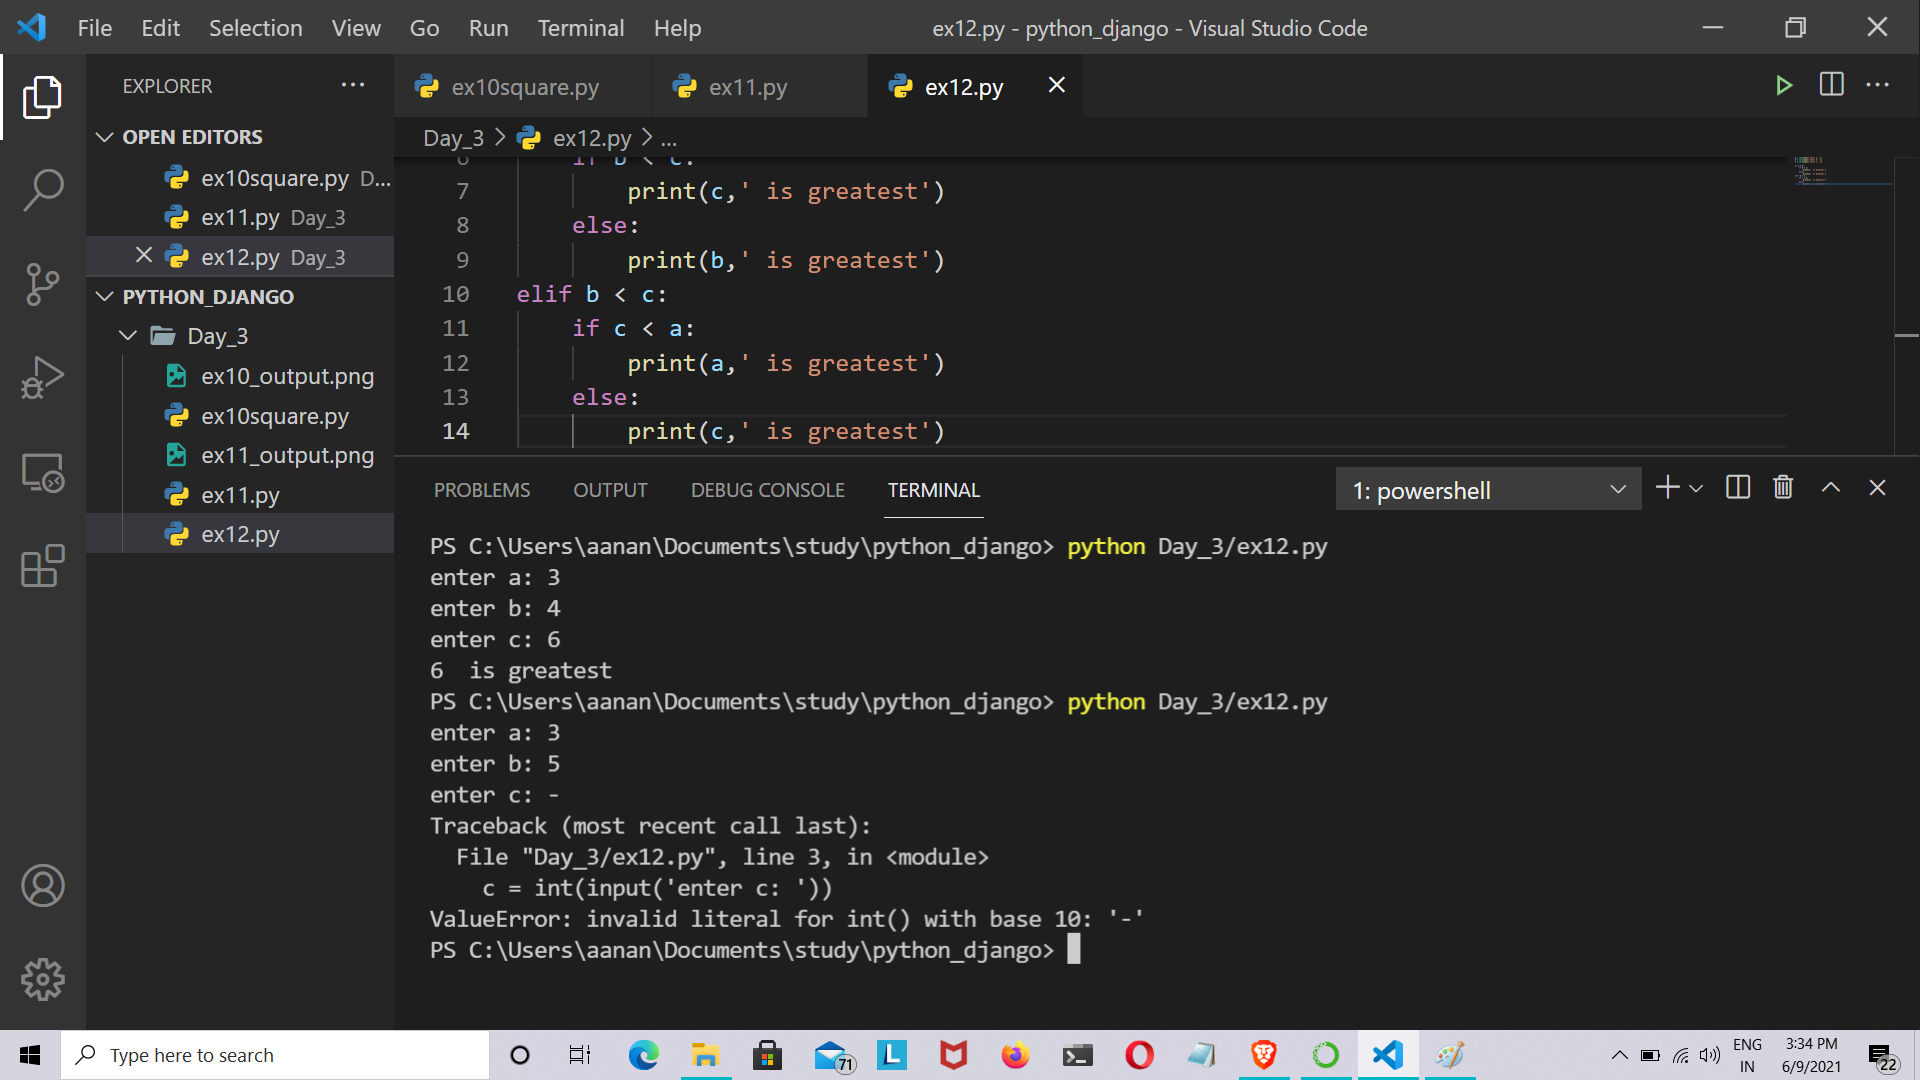 File Edit Selection View Go Run Terminal Help
ex12.py - python_django - Visual Studio Code
EXPLORER
ex10square.py
ex11.py
ex12.py
OPEN EDITORS
Day_3 > ex12.py > ...
ex10square.py D...
ex11.py Day_3
ex12.py Day_3
PYTHON_DJANGO
Day_3
ex10_output.png
ex10square.py
ex11_output.png
ex11.py
ex12.py
6 if b < c:
7 print(c,' is greatest')
8 else:
9 print(b,' is greatest')
10 elif b < c:
11 if c < a:
12 print(a,' is greatest')
13 else:
14 print(c,' is greatest')
PROBLEMS OUTPUT DEBUG CONSOLE TERMINAL
1: powershell
PS C:\Users\aanan\Documents\study\python_django> python Day_3/ex12.py
enter a: 3
enter b: 4
enter c: 6
6  is greatest
PS C:\Users\aanan\Documents\study\python_django> python Day_3/ex12.py
enter a: 3
enter b: 5
enter c: -
Traceback (most recent call last):
  File "Day_3/ex12.py", line 3, in <module>
    c = int(input('enter c: '))
ValueError: invalid literal for int() with base 10: '-'
PS C:\Users\aanan\Documents\study\python_django>
Type here to search
71
L
ENG
IN
3:34 PM
6/9/2021
22